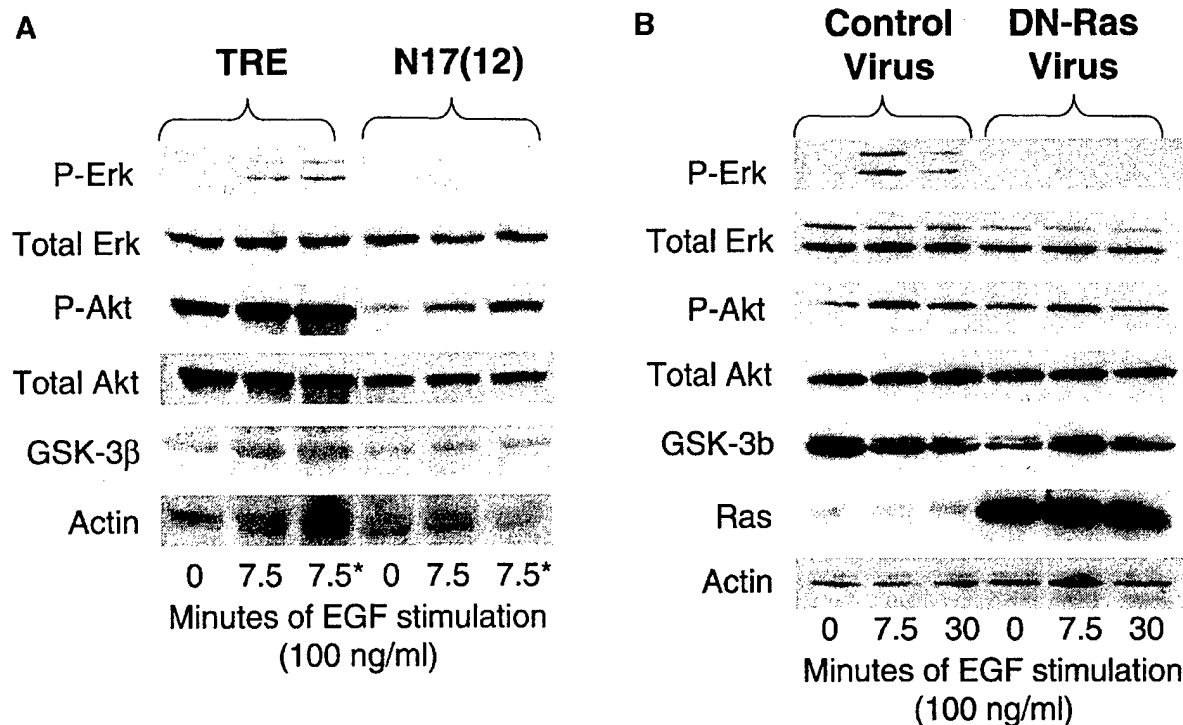 A
TRE N17(12)
P-Erk
Total Erk
P-Akt
Total Akt
GSK-3β
Actin
0 7.5 7.5* 0 7.5 7.5*
Minutes of EGF stimulation
(100 ng/ml)
B
Control DN-Ras
Virus Virus
P-Erk
Total Erk
P-Akt
Total Akt
GSK-3b
Ras
Actin
0 7.5 30 0 7.5 30
Minutes of EGF stimulation
(100 ng/ml)